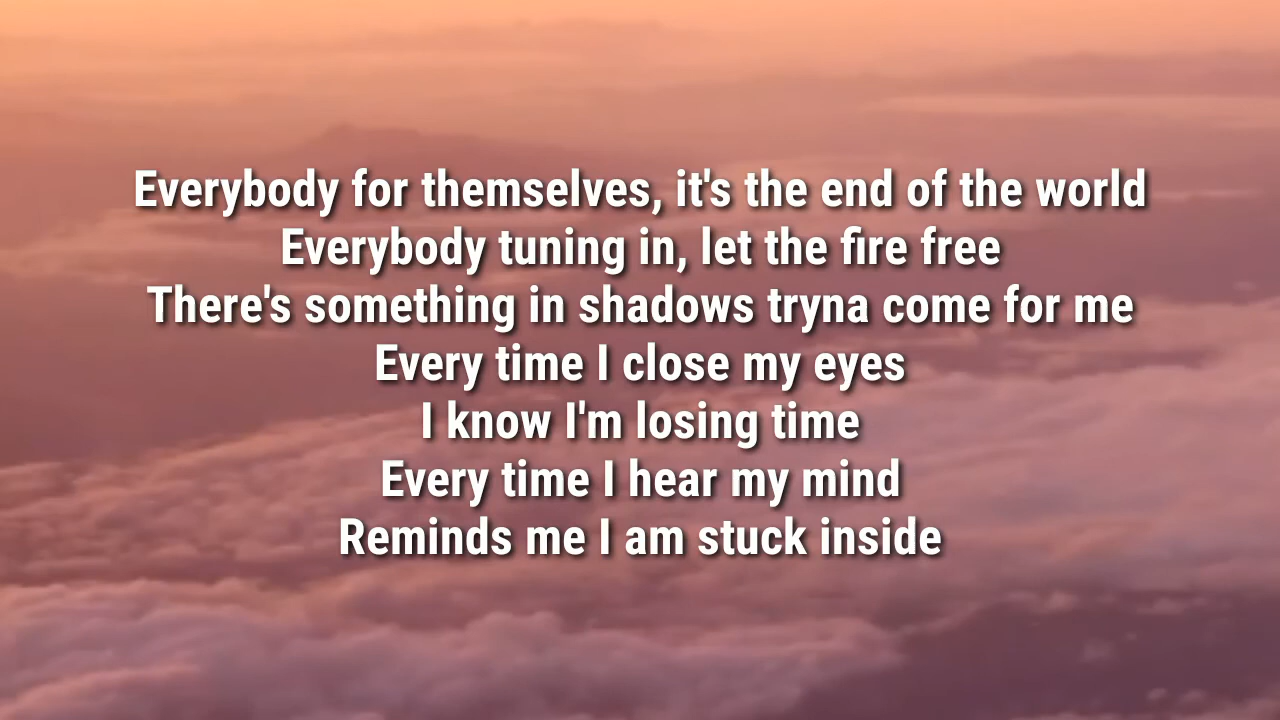 Everybody for themselves, it's the end of the world
Everybody tuning in, let the fire free
There's something in shadows tryna come for me
Every time I close my eyes
I know I'm losing time
Every time I hear my mind
Reminds me I am stuck inside